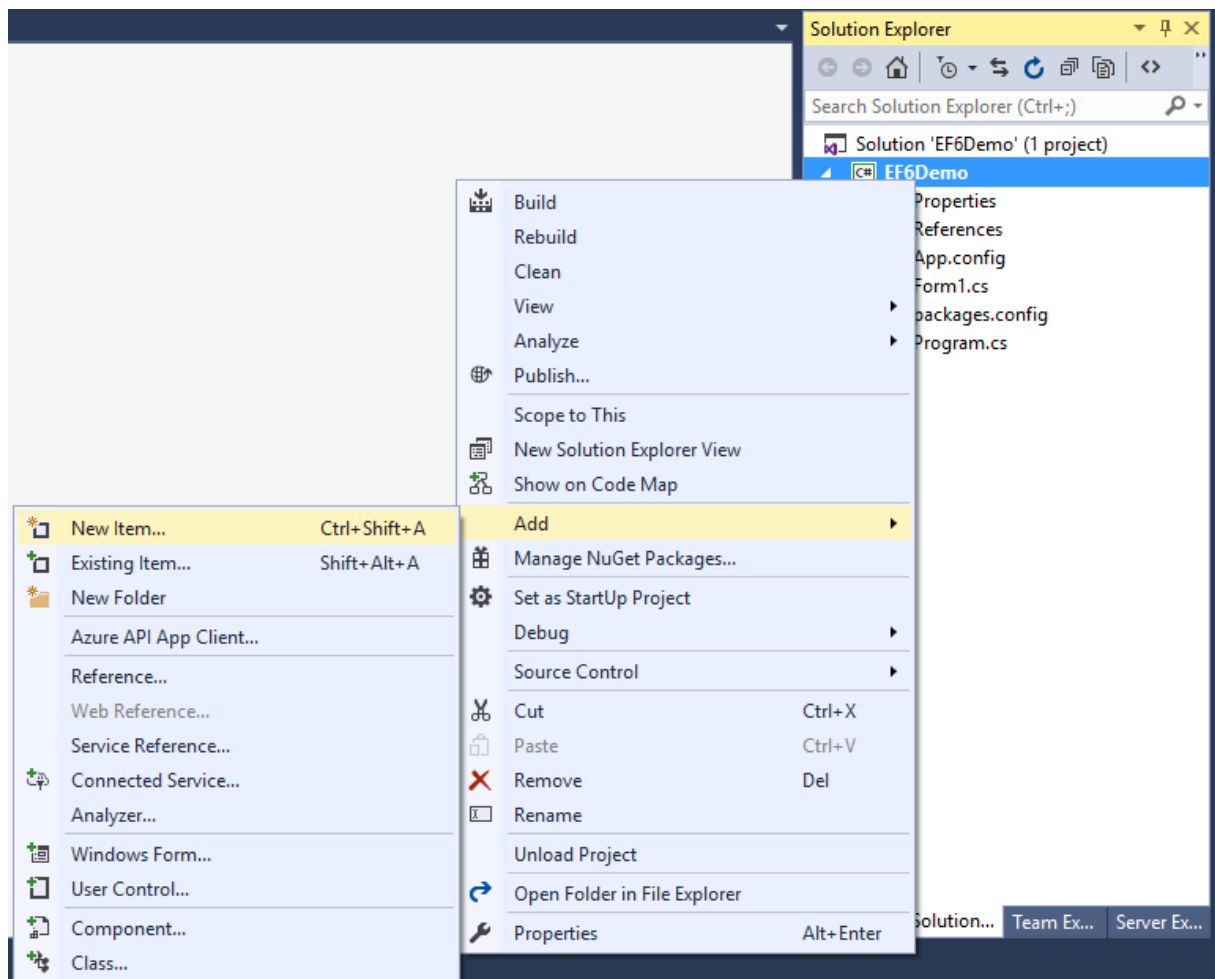 Solution Explorer
Search Solution Explorer (Ctrl+;)
Solution 'EF6Demo' (1 project)
C# EF6Demo
Properties
References
App.config
Form1.cs
packages.config
Program.cs
Build
Rebuild
Clean
View
Analyze
Publish...
Scope to This
New Solution Explorer View
Show on Code Map
Add
Manage NuGet Packages...
Set as StartUp Project
Debug
Source Control
Cut Ctrl+X
Paste Ctrl+V
Remove Del
Rename
Unload Project
Open Folder in File Explorer
Properties Alt+Enter
New Item... Ctrl+Shift+A
Existing Item... Shift+Alt+A
New Folder
Azure API App Client...
Reference...
Web Reference...
Service Reference...
Connected Service...
Analyzer...
Windows Form...
User Control...
Component...
Class...
Solution... Team Ex... Server Ex...